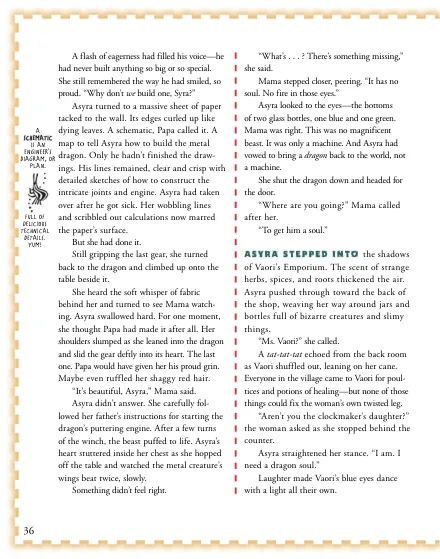 A flash of eagerness had filled his voice—he
had never built anything so big or so special.
She still remembered the way he had smiled, so
proud. "Why don't we build one, Syra?"
Asyra turned to a massive sheet of paper
tacked to the wall. Its edges curled up like
dying leaves. A schematic, Papa called it. A
map to tell Asyra how to build the metal
dragon. Only he hadn't finished the draw-
ings. His lines remained, clear and crisp with
detailed sketches of how to construct the
intricate joints and engine. Asyra had taken
over after he got sick. Her wobbling lines
and scribbled out calculations now marred
the paper's surface.
But she had done it.
Still gripping the last gear, she turned
back to the dragon and climbed up onto the
table beside it.
She heard the soft whisper of fabric
behind her and turned to see Mama watch-
ing. Asyra swallowed hard. For one moment,
she thought Papa had made it after all. Her
shoulders slumped as she leaned into the dragon
and slid the gear deftly into its heart. The last
one. Papa would have given her his proud grin.
Maybe even ruffled her shaggy red hair.
"It's beautiful, Asyra," Mama said.
Asyra didn't answer. She carefully fol-
lowed her father's instructions for starting the
dragon's puttering engine. After a few turns
of the winch, the beast puffed to life. Asyra's
heart stuttered inside her chest as she hopped
off the table and watched the metal creature's
wings beat twice, slowly.
Something didn't feel right.
A
SCHEMATIC
IS AN
ENGINEER'S
DIAGRAM, OR
PLAN.
FULL OF
DELICIOUS
TECHNICAL
DETAILS.
YUM!
"What's . . . ? There's something missing,"
she said.
Mama stepped closer, peering. "It has no
soul. No fire in those eyes."
Asyra looked to the eyes—the bottoms
of two glass bottles, one blue and one green.
Mama was right. This was no magnificent
beast. It was only a machine. And Asyra had
vowed to bring a dragon back to the world, not
a machine.
She shut the dragon down and headed for
the door.
"Where are you going?" Mama called
after her.
"To get him a soul."
ASYRA STEPPED INTO the shadows
of Vaori's Emporium. The scent of strange
herbs, spices, and roots thickened the air.
Asyra pushed through toward the back of
the shop, weaving her way around jars and
bottles full of bizarre creatures and slimy
things.
"Ms. Vaori?" she called.
A tat-tat-tat echoed from the back room
as Vaori shuffled out, leaning on her cane.
Everyone in the village came to Vaori for poul-
tices and potions of healing—but none of those
things could fix the woman's own twisted leg.
"Aren't you the clockmaker's daughter?"
the woman asked as she stopped behind the
counter.
Asyra straightened her stance. "I am. I
need a dragon soul."
Laughter made Vaori's blue eyes dance
with a light all their own.
36